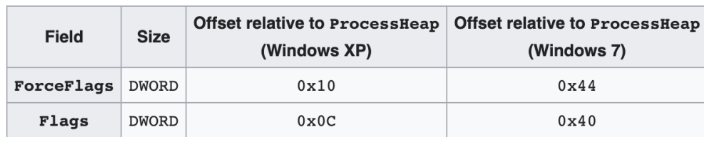 Field Size Offset relative to ProcessHeap (Windows XP) Offset relative to ProcessHeap (Windows 7)
ForceFlags DWORD 0x10 0x44
Flags DWORD 0x0C 0x40